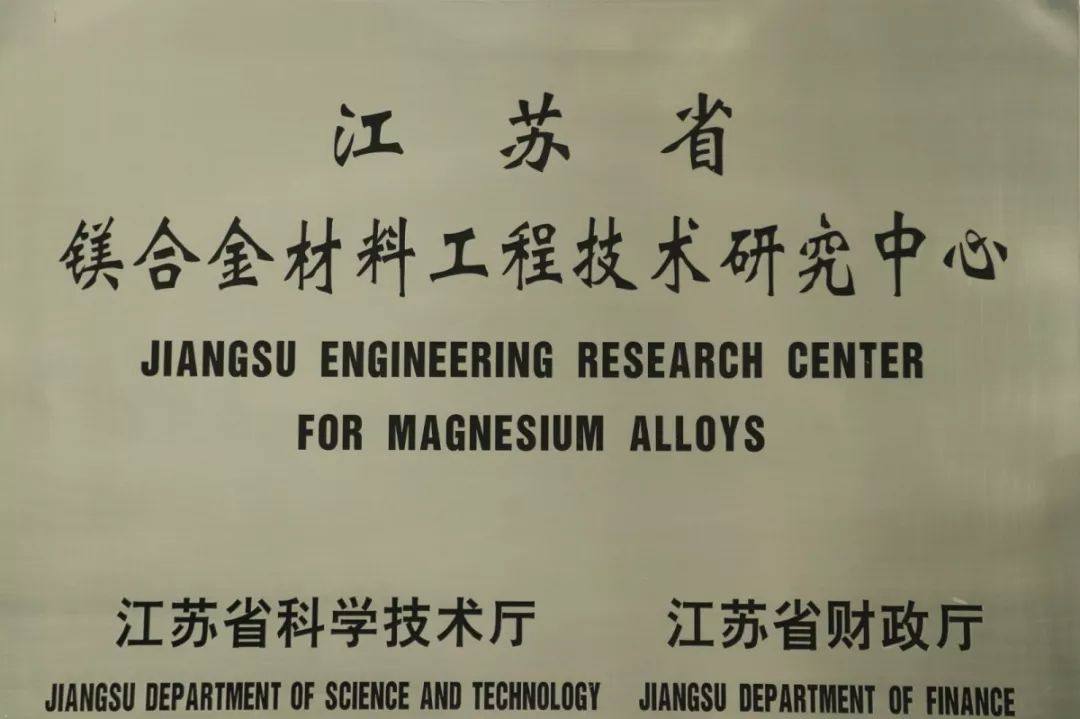 江苏省
镁合金材料工程技术研究中心
JIANGSU ENGINEERING RESEARCH CENTER
FOR MAGNESIUM ALLOYS
江苏省科学技术厅 江苏省财政厅
JIANGSU DEPARTMENT OF SCIENCE AND TECHNOLOGY JIANGSU DEPARTMENT OF FINANCE